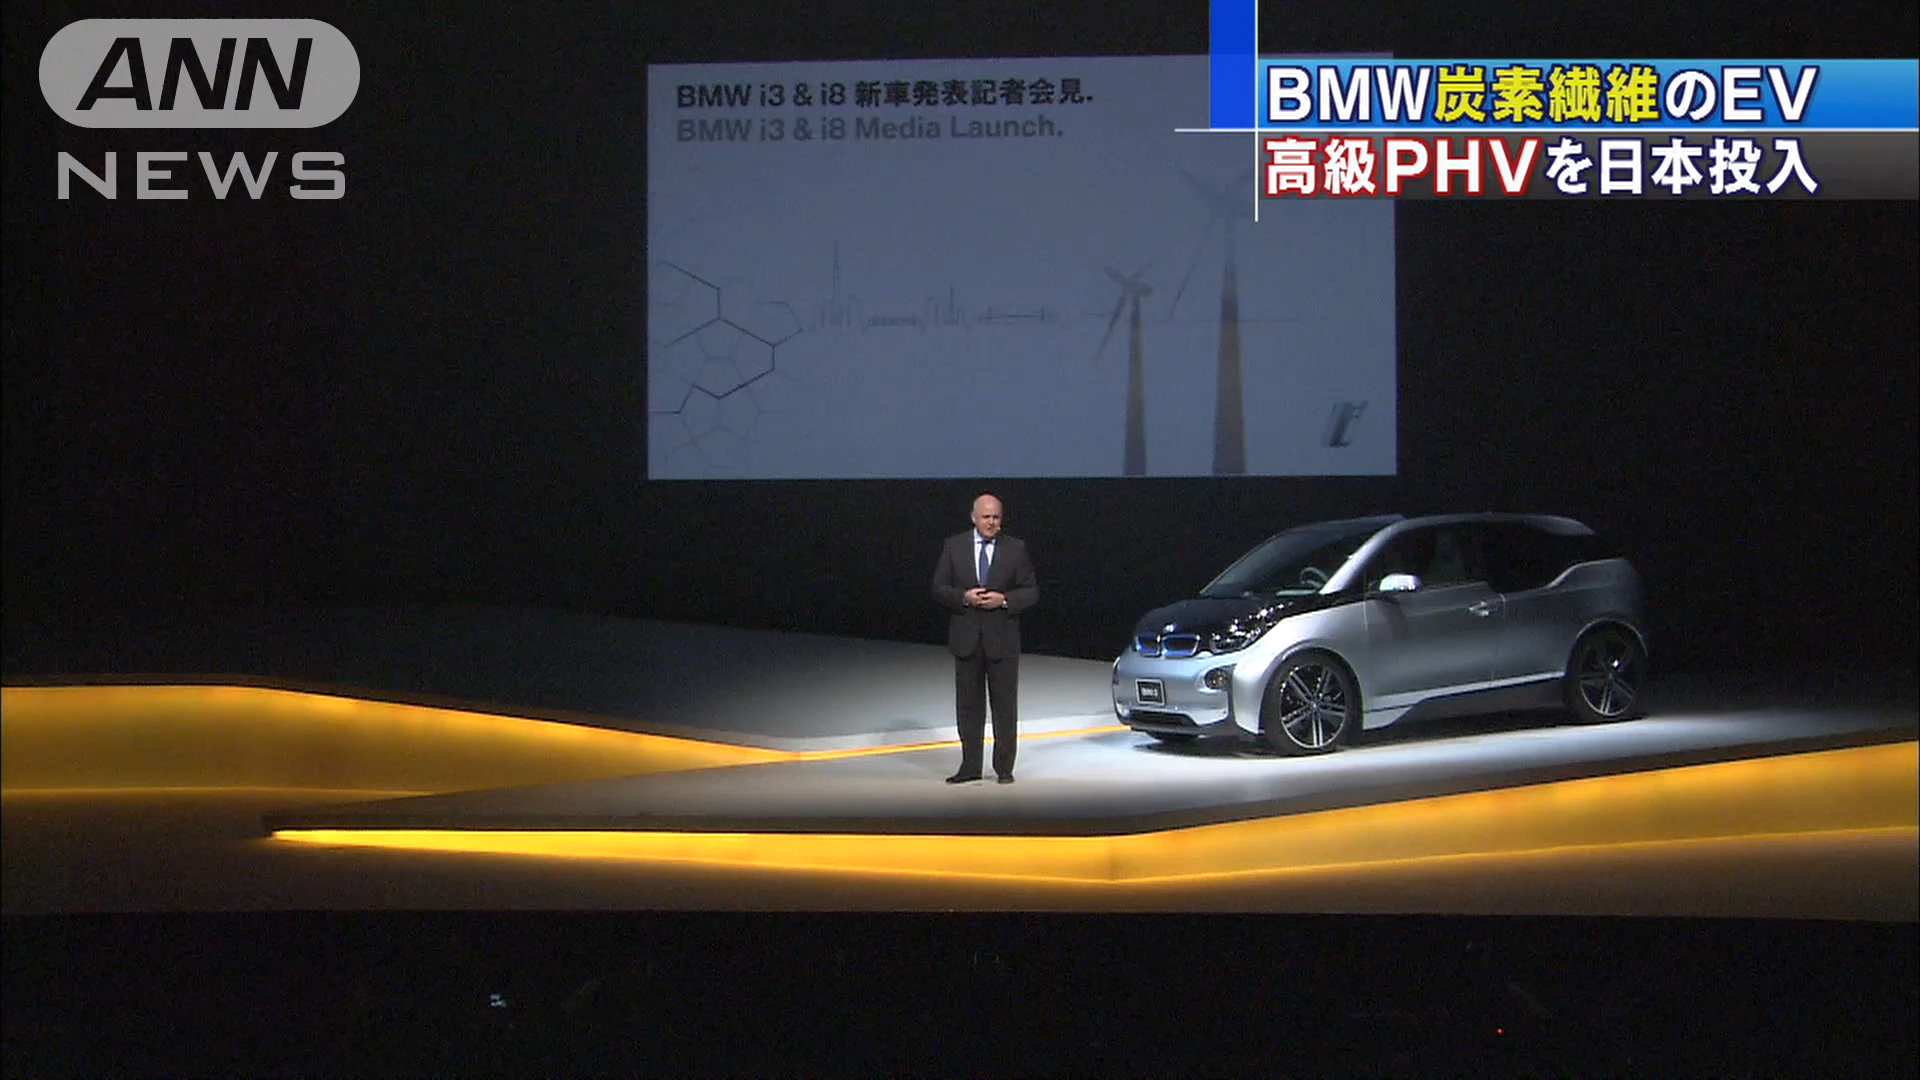 ANN
NEWS
BMW炭素繊維のEV
高級PHVを日本投入
BMW i3 & i8 新車発表記者会見.
BMW i3 & i8 Media Launch.
BMW i3